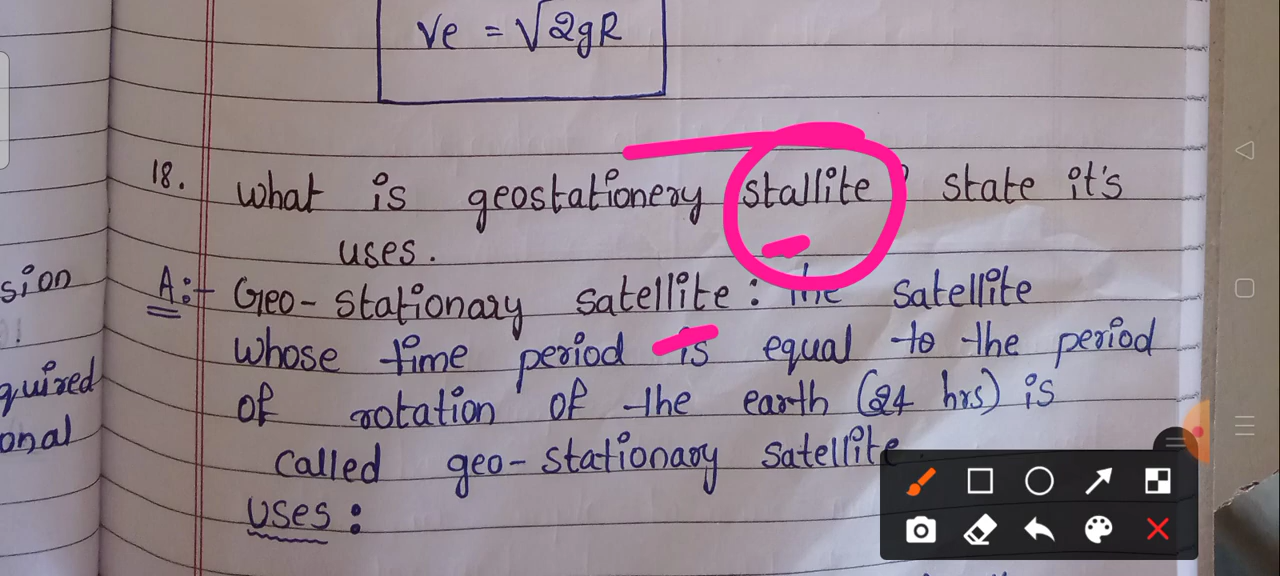 Ve = √2gR
18. what is geostationery stallite? state it's
uses.
sion
A:- Geo-stationary satellite: The satellite
whose time period is equal to the period
quired
of rotation of the earth (24 hrs) is
onal
called geo-stationary satellite.
Uses: